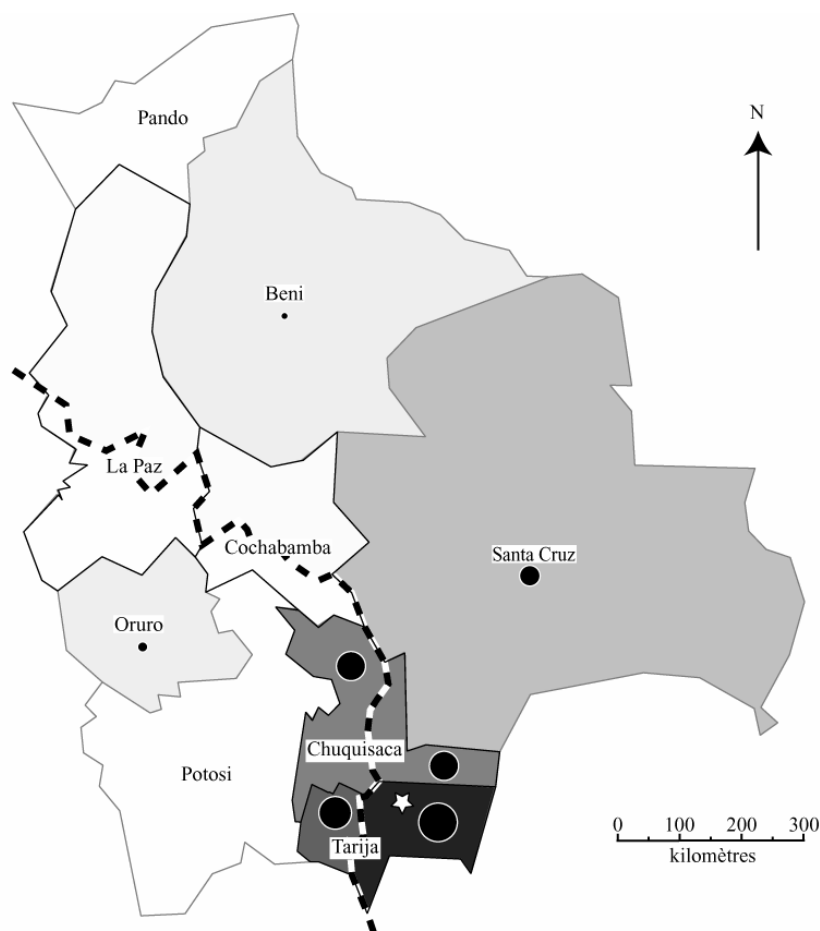 N
Pando
Beni
La Paz
Cochabamba
Santa Cruz
Oruro
Chuquisaca
Potosi
Tarija
0 100 200 300
kilomètres